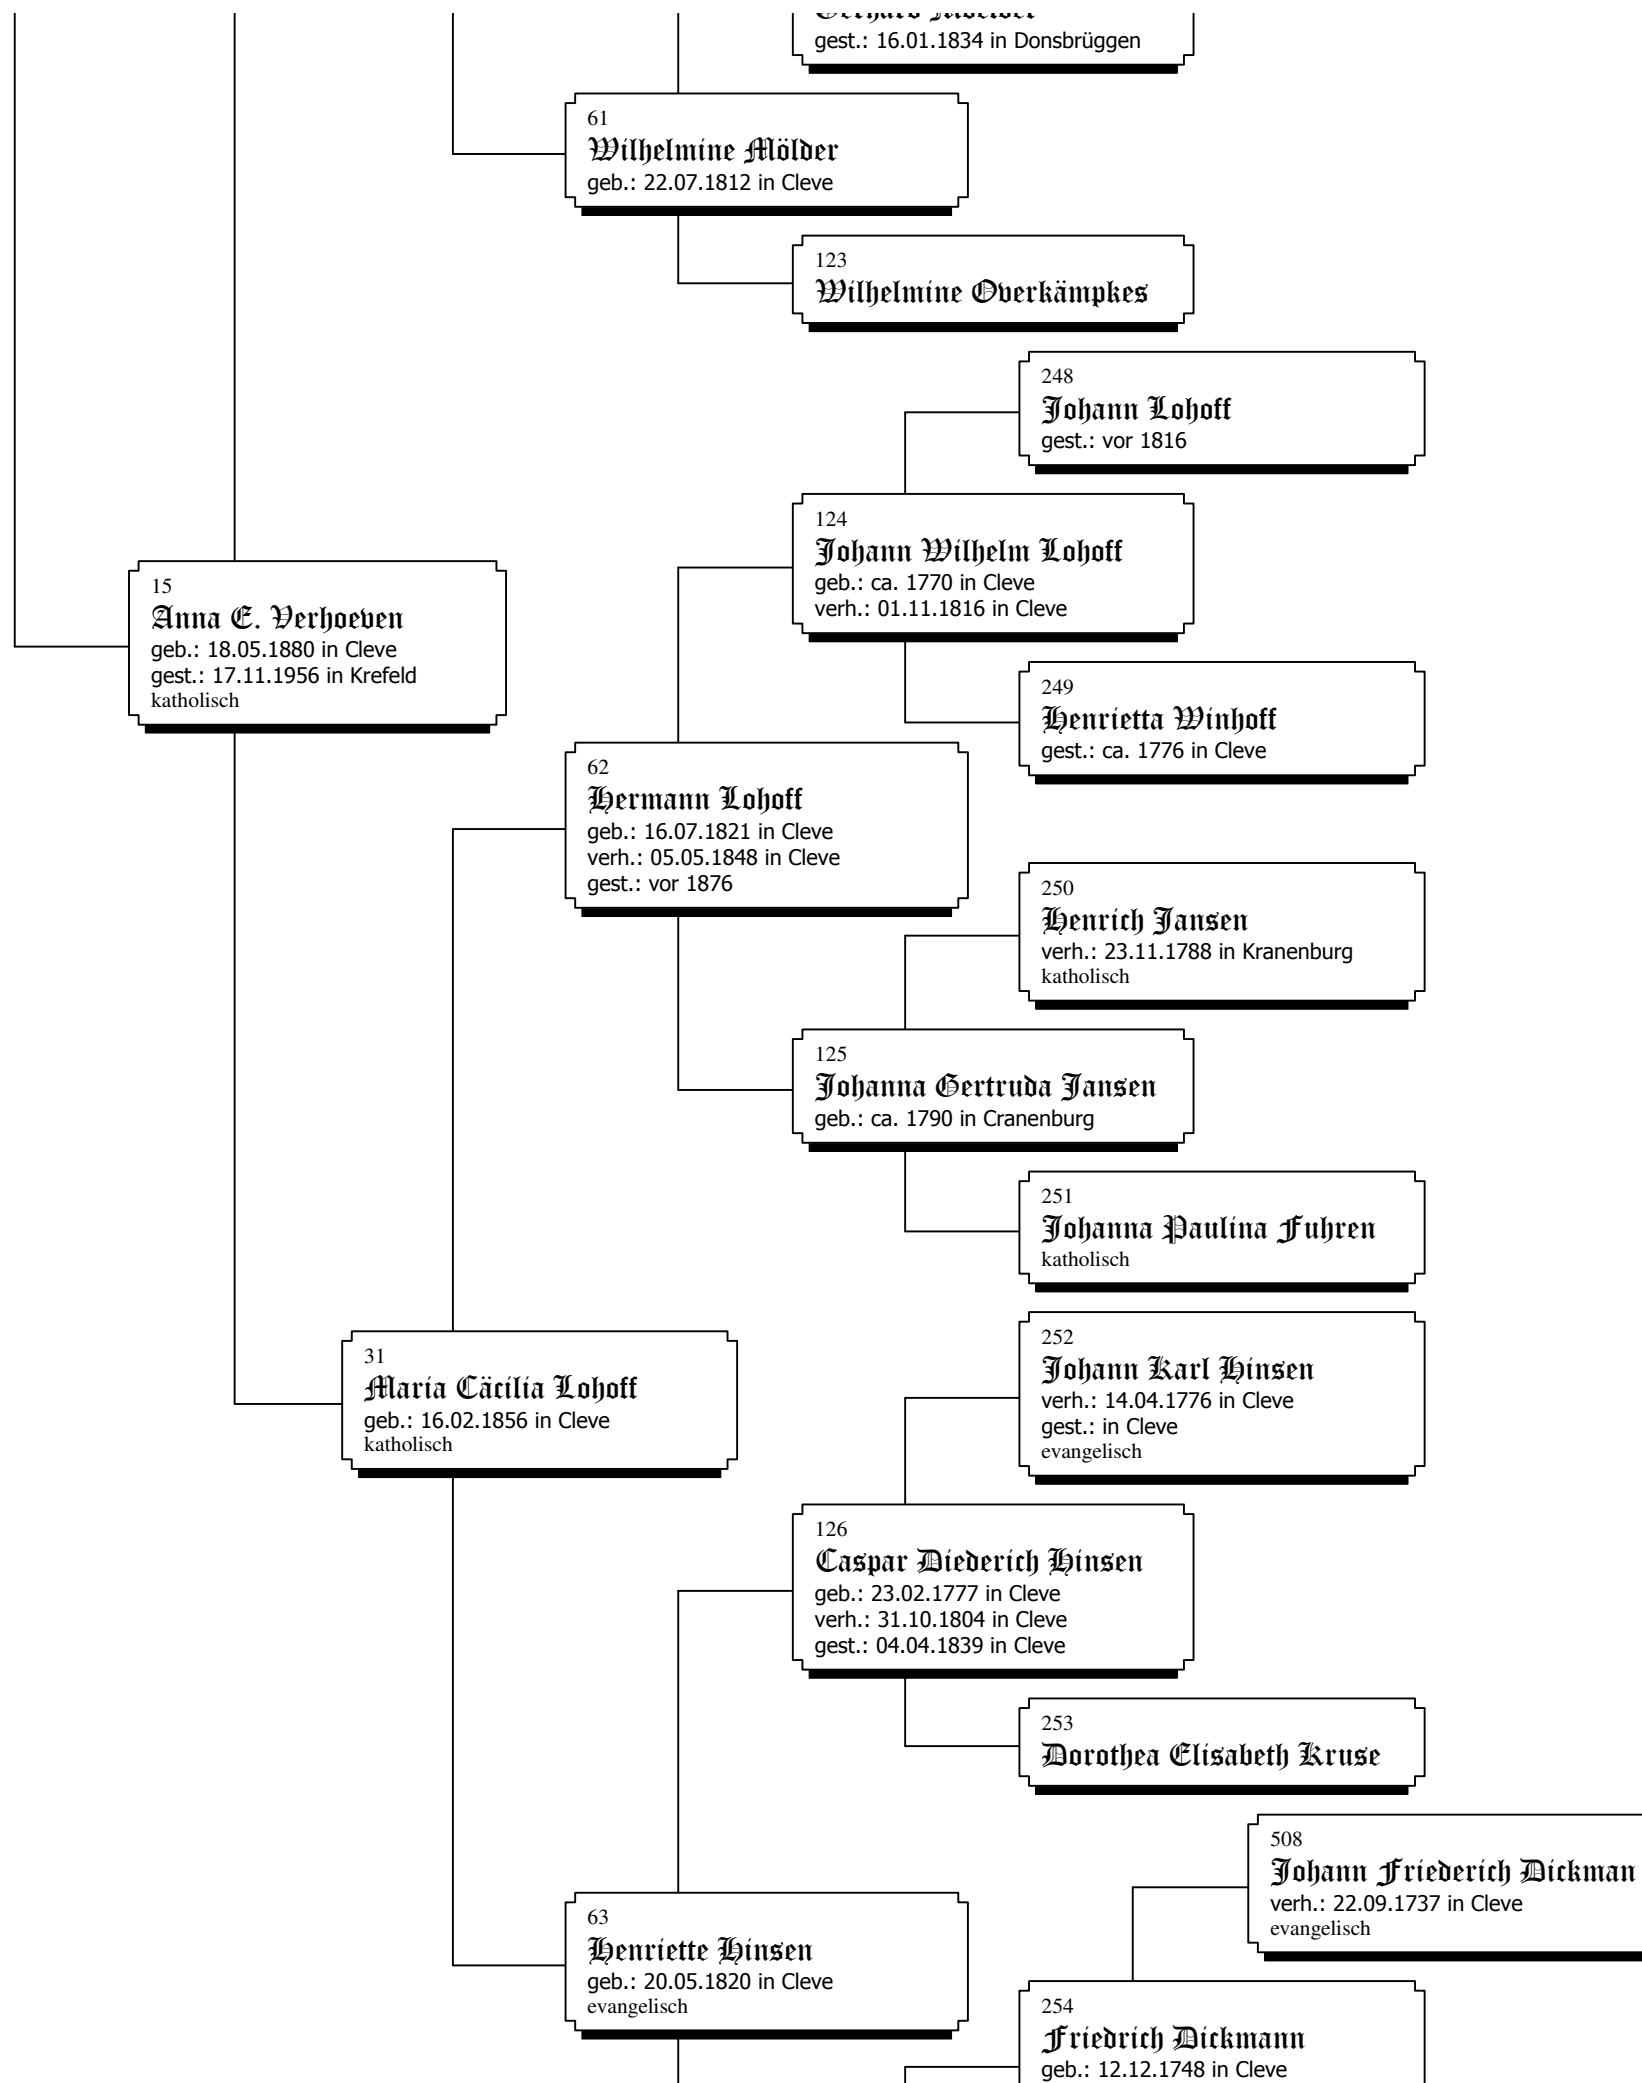 gest.: 16.01.1834 in Donsbrüggen
61
Wilhelmine Mölder
geb.: 22.07.1812 in Cleve
123
Wilhelmine Overkämpkes
248
Johann Lohoff
gest.: vor 1816
124
Johann Wilhelm Lohoff
geb.: ca. 1770 in Cleve
verh.: 01.11.1816 in Cleve
15
Anna E. Verhoeven
geb.: 18.05.1880 in Cleve
gest.: 17.11.1956 in Krefeld
katholisch
249
Henrietta Winhoff
gest.: ca. 1776 in Cleve
62
Hermann Lohoff
geb.: 16.07.1821 in Cleve
verh.: 05.05.1848 in Cleve
gest.: vor 1876
250
Henrich Jansen
verh.: 23.11.1788 in Kranenburg
katholisch
125
Johanna Gertruda Jansen
geb.: ca. 1790 in Cranenburg
251
Johanna Paulina Fuhren
katholisch
252
Johann Karl Hinsen
verh.: 14.04.1776 in Cleve
gest.: in Cleve
evangelisch
31
Maria Cäcilia Lohoff
geb.: 16.02.1856 in Cleve
katholisch
126
Caspar Diederich Hinsen
geb.: 23.02.1777 in Cleve
verh.: 31.10.1804 in Cleve
gest.: 04.04.1839 in Cleve
253
Dorothea Elisabeth Kruse
508
Johann Friederich Dickman
verh.: 22.09.1737 in Cleve
evangelisch
63
Henriette Hinsen
geb.: 20.05.1820 in Cleve
evangelisch
254
Friedrich Dickmann
geb.: 12.12.1748 in Cleve